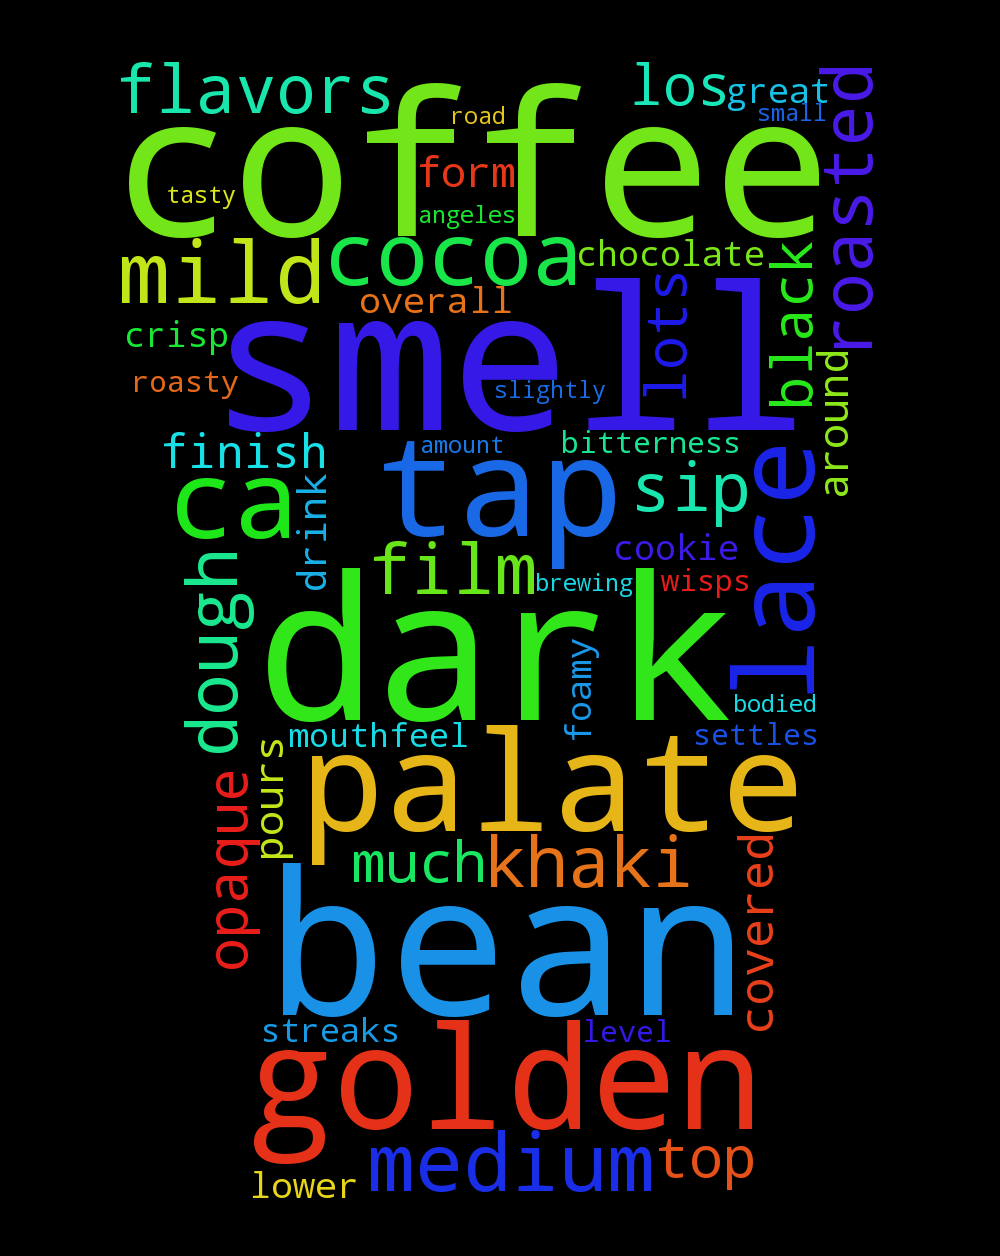 flavors
los
great
small
coffee
road
form
tasty
angeles
roasted
mild
cocoa
chocolate
overall
black
lots
crisp
smell
roasty
slightly
around
finish
amount
bitterness
tap
ca
sip
drink
lace
film
cookie
brewing
wisps
dough
dark
foamy
bodied
mouthfeel
settles
pours
palate
opaque
much
khaki
covered
bean
streaks
level
golden
medium
top
lower